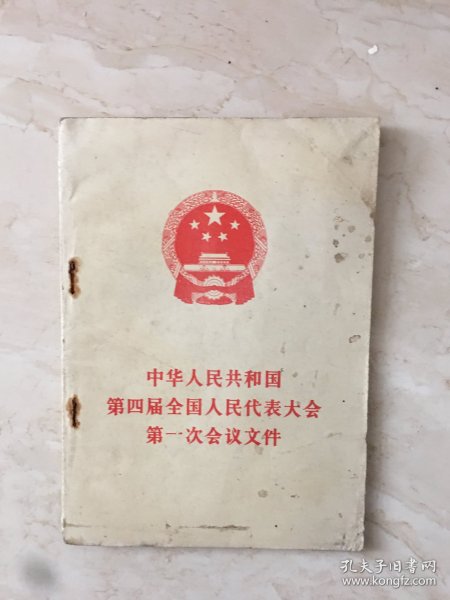 中华人民共和国
第四届全国人民代表大会
第一次会议文件
孔夫子旧书网
www.kongfz.com